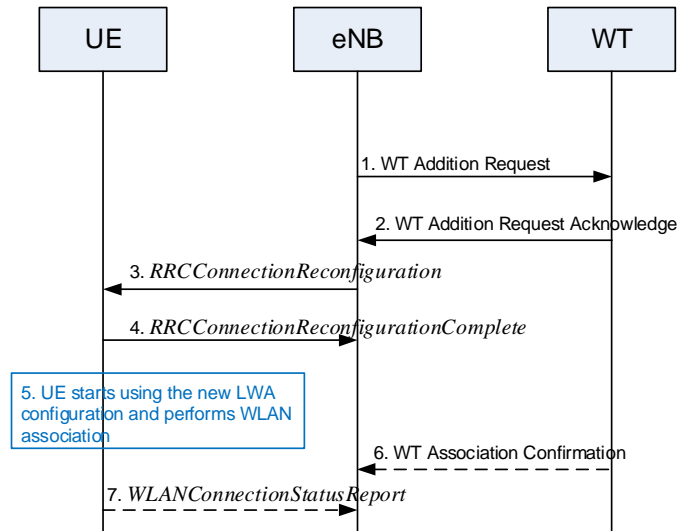 UE
eNB
WT
1. WT Addition Request
2. WT Addition Request Acknowledge
3. RRCConnectionReconfiguration
4. RRCConnectionReconfigurationComplete
5. UE starts using the new LWA
configuration and performs WLAN
association
6. WT Association Confirmation
7. WLANConnectionStatusReport